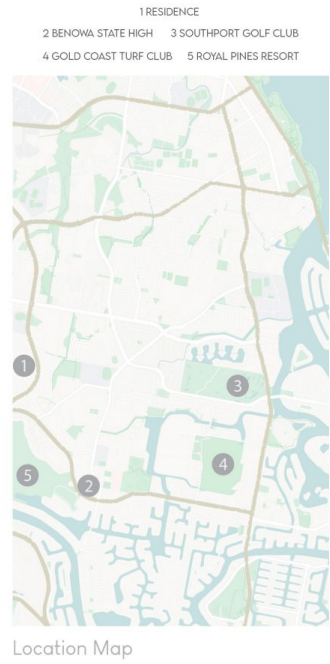 1 RESIDENCE
2 BENOWA STATE HIGH 3 SOUTHPORT GOLF CLUB
4 GOLD COAST TURF CLUB 5 ROYAL PINES RESORT
1
3
4
5
2
Location Map